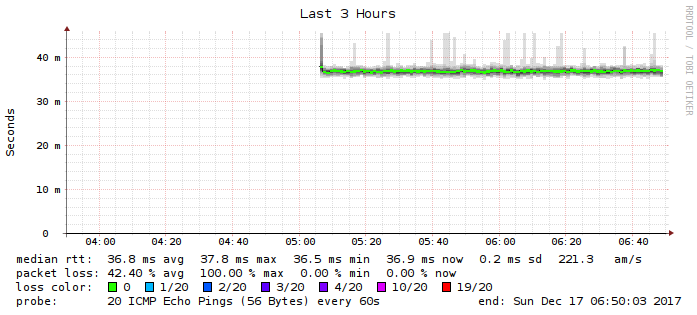 Last 3 Hours
RRDTOOL / TOBI OETIKER
Seconds
40 m
30 m
20 m
10 m
0
04:00 04:20 04:40 05:00 05:20 05:40 06:00 06:20 06:40
median rtt: 36.8 ms avg 37.8 ms max 36.5 ms min 36.9 ms now 0.2 ms sd 221.3 am/s
packet loss: 42.40 % avg 100.00 % max 0.00 % min 0.00 % now
loss color: 0 1/20 2/20 3/20 4/20 10/20 19/20
probe: 20 ICMP Echo Pings (56 Bytes) every 60s end: Sun Dec 17 06:50:03 2017